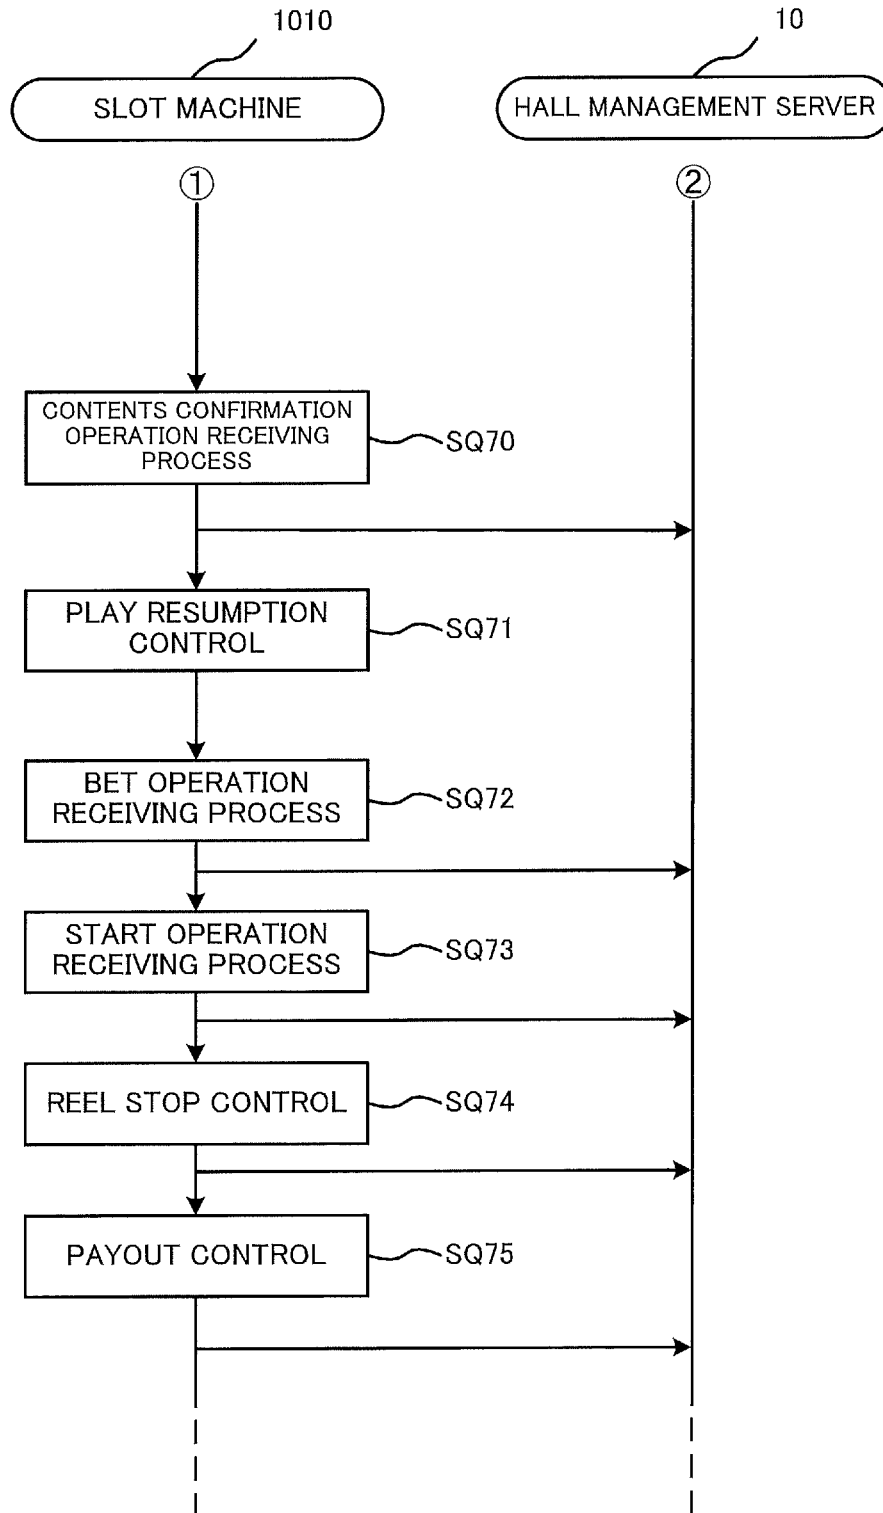 1010
10
SLOT MACHINE
HALL MANAGEMENT SERVER
①
②
CONTENTS CONFIRMATION
OPERATION RECEIVING
PROCESS
SQ70
PLAY RESUMPTION
CONTROL
SQ71
BET OPERATION
RECEIVING PROCESS
SQ72
START OPERATION
RECEIVING PROCESS
SQ73
REEL STOP CONTROL
SQ74
PAYOUT CONTROL
SQ75